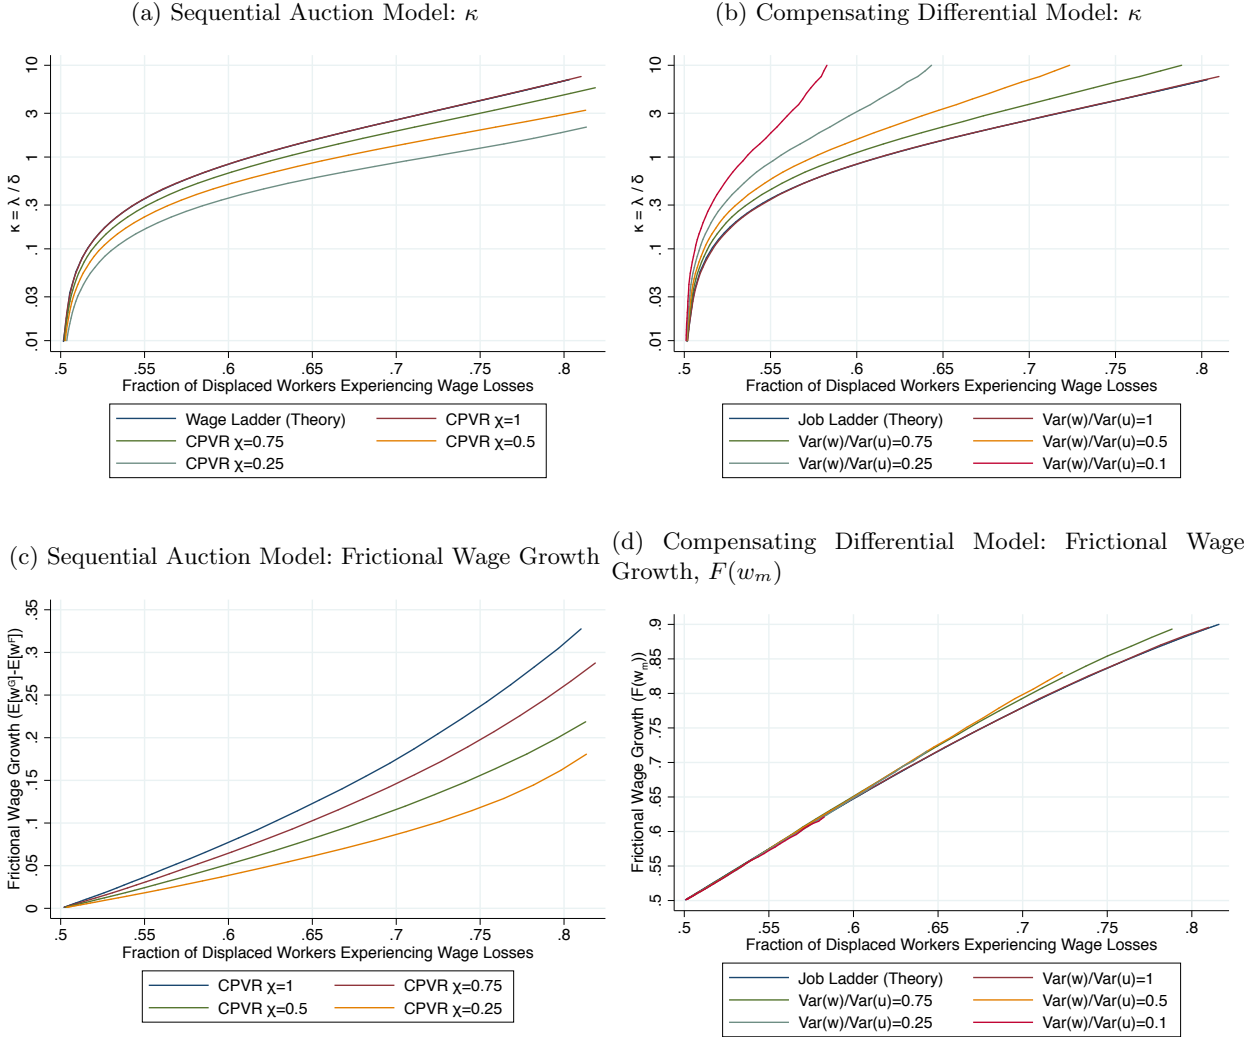 (a) Sequential Auction Model: κ
κ = λ / δ
10
3
1
.3
.1
.03
.01
.5 .55 .6 .65 .7 .75 .8
Fraction of Displaced Workers Experiencing Wage Losses
Wage Ladder (Theory) CPVR χ=1
CPVR χ=0.75 CPVR χ=0.5
CPVR χ=0.25
(b) Compensating Differential Model: κ
κ = λ / δ
10
3
1
.3
.1
.03
.01
.5 .55 .6 .65 .7 .75 .8
Fraction of Displaced Workers Experiencing Wage Losses
Job Ladder (Theory) Var(w)/Var(u)=1
Var(w)/Var(u)=0.75 Var(w)/Var(u)=0.5
Var(w)/Var(u)=0.25 Var(w)/Var(u)=0.1
(c) Sequential Auction Model: Frictional Wage Growth
Frictional Wage Growth (E[wᴳ]-E[wᶠ])
.35
.3
.25
.2
.15
.1
.05
0
.5 .55 .6 .65 .7 .75 .8
Fraction of Displaced Workers Experiencing Wage Losses
CPVR χ=1 CPVR χ=0.75
CPVR χ=0.5 CPVR χ=0.25
(d) Compensating Differential Model: Frictional Wage
Growth, F(wₘ)
Frictional Wage Growth (F(wₘ))
.9
.85
.8
.75
.7
.65
.6
.55
.5
.5 .55 .6 .65 .7 .75 .8
Fraction of Displaced Workers Experiencing Wage Losses
Job Ladder (Theory) Var(w)/Var(u)=1
Var(w)/Var(u)=0.75 Var(w)/Var(u)=0.5
Var(w)/Var(u)=0.25 Var(w)/Var(u)=0.1